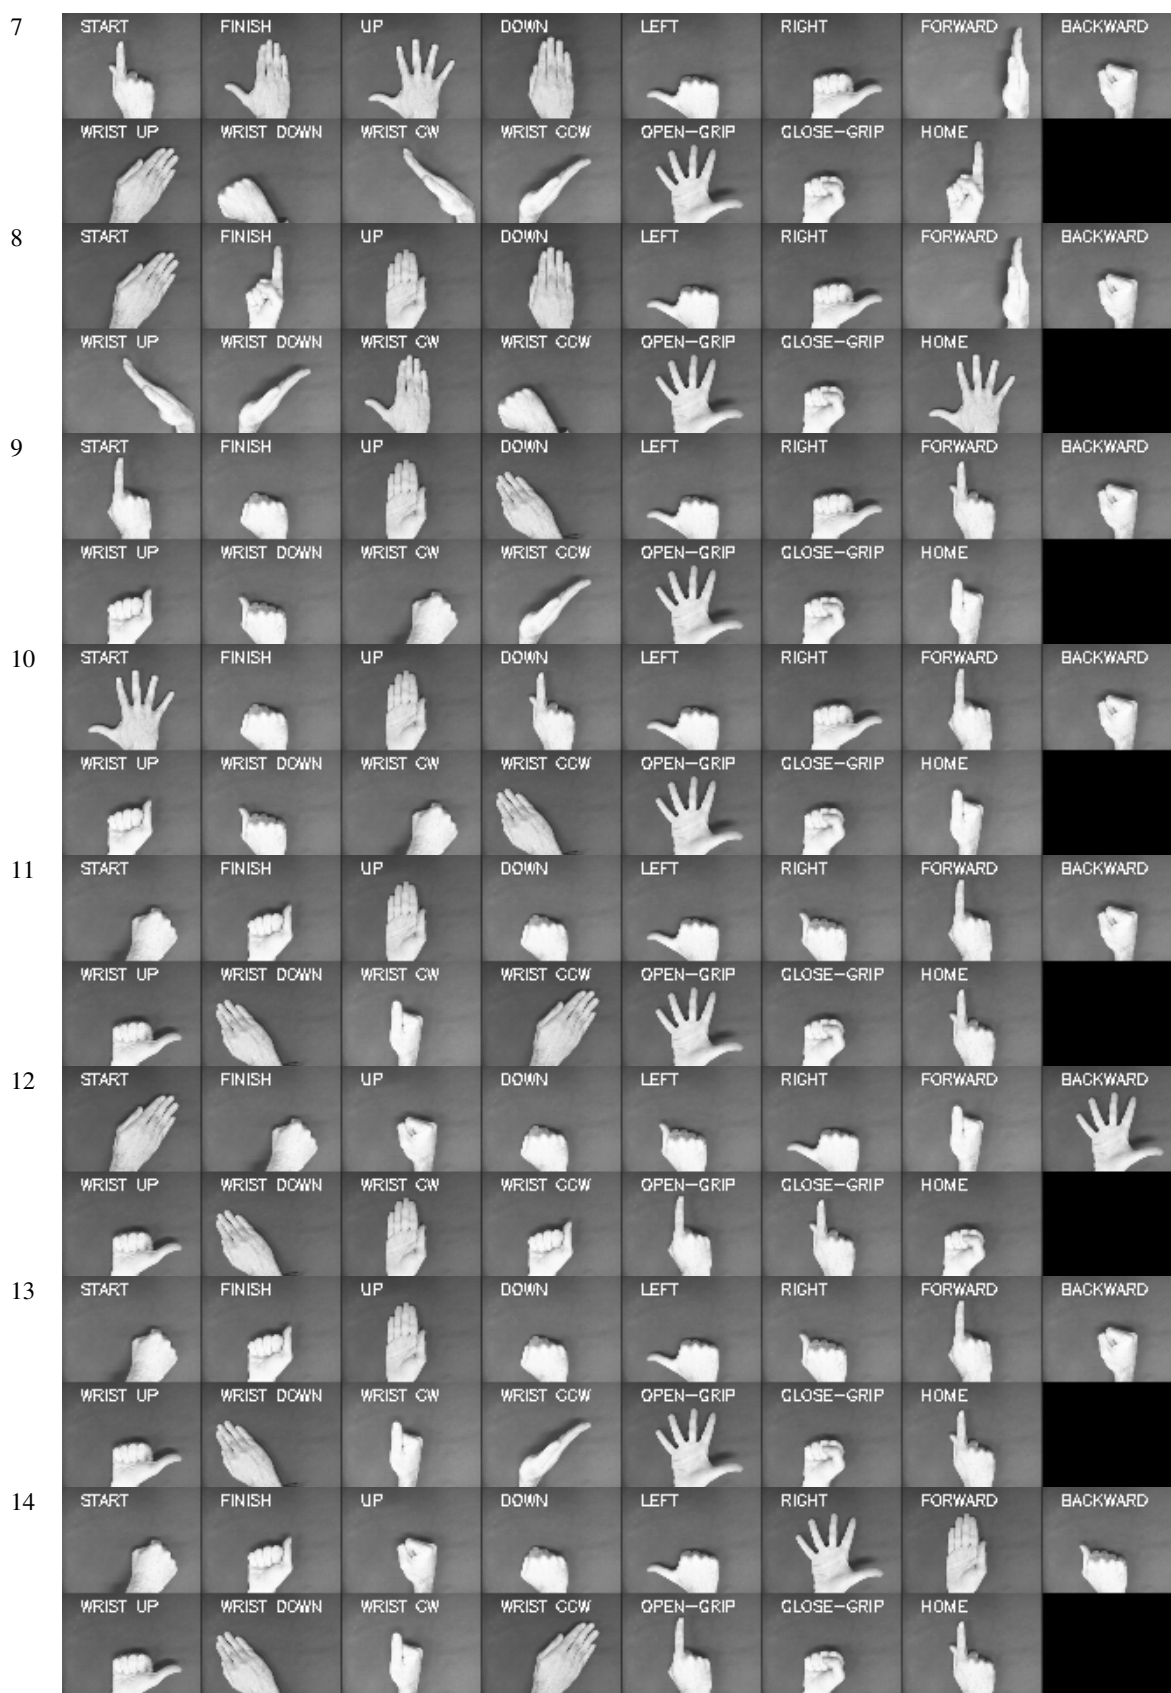 7 START FINISH UP DOWN LEFT RIGHT FORWARD BACKWARD
WRIST UP WRIST DOWN WRIST CW WRIST CCW OPEN-GRIP CLOSE-GRIP HOME
8 START FINISH UP DOWN LEFT RIGHT FORWARD BACKWARD
WRIST UP WRIST DOWN WRIST CW WRIST CCW OPEN-GRIP CLOSE-GRIP HOME
9 START FINISH UP DOWN LEFT RIGHT FORWARD BACKWARD
WRIST UP WRIST DOWN WRIST CW WRIST CCW OPEN-GRIP CLOSE-GRIP HOME
10 START FINISH UP DOWN LEFT RIGHT FORWARD BACKWARD
WRIST UP WRIST DOWN WRIST CW WRIST CCW OPEN-GRIP CLOSE-GRIP HOME
11 START FINISH UP DOWN LEFT RIGHT FORWARD BACKWARD
WRIST UP WRIST DOWN WRIST CW WRIST CCW OPEN-GRIP CLOSE-GRIP HOME
12 START FINISH UP DOWN LEFT RIGHT FORWARD BACKWARD
WRIST UP WRIST DOWN WRIST CW WRIST CCW OPEN-GRIP CLOSE-GRIP HOME
13 START FINISH UP DOWN LEFT RIGHT FORWARD BACKWARD
WRIST UP WRIST DOWN WRIST CW WRIST CCW OPEN-GRIP CLOSE-GRIP HOME
14 START FINISH UP DOWN LEFT RIGHT FORWARD BACKWARD
WRIST UP WRIST DOWN WRIST CW WRIST CCW OPEN-GRIP CLOSE-GRIP HOME